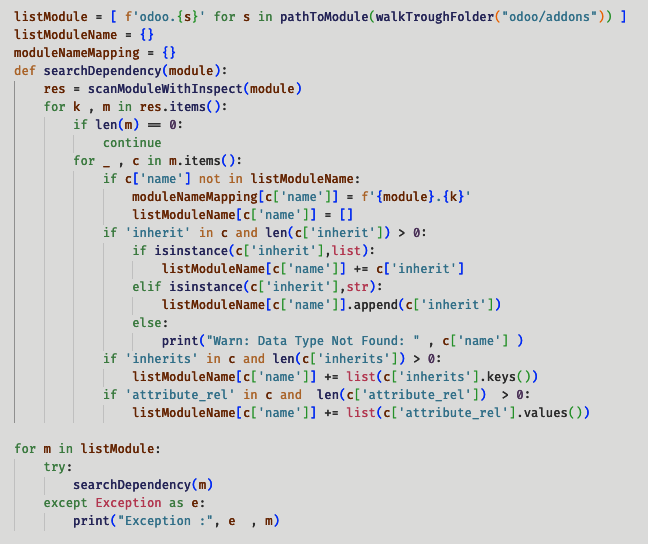 listModule = [ f'odoo.{s}' for s in pathToModule(walkTroughFolder("odoo/addons")) ]
listModuleName = {}
moduleNameMapping = {}
def searchDependency(module):
    res = scanModuleWithInspect(module)
    for k , m in res.items():
        if len(m) == 0:
            continue
        for _ , c in m.items():
            if c['name'] not in listModuleName:
                moduleNameMapping[c['name']] = f'{module}.{k}'
                listModuleName[c['name']] = []
            if 'inherit' in c and len(c['inherit']) > 0:
                if isinstance(c['inherit'],list):
                    listModuleName[c['name']] += c['inherit']
                elif isinstance(c['inherit'],str):
                    listModuleName[c['name']].append(c['inherit'])
                else:
                    print("Warn: Data Type Not Found: " , c['name'] )
            if 'inherits' in c and len(c['inherits']) > 0:
                listModuleName[c['name']] += list(c['inherits'].keys())
            if 'attribute_rel' in c and  len(c['attribute_rel'])  > 0:
                listModuleName[c['name']] += list(c['attribute_rel'].values())

for m in listModule:
    try:
        searchDependency(m)
    except Exception as e:
        print("Exception :", e  , m)